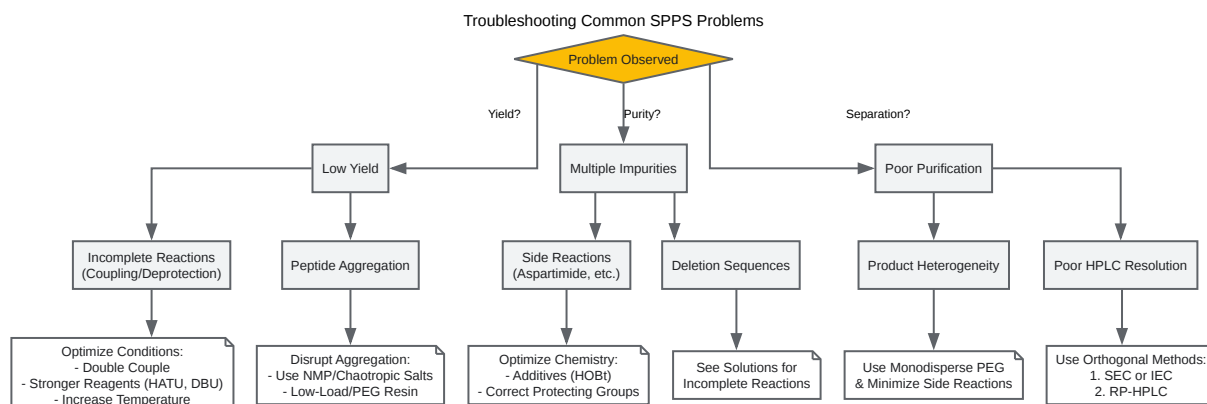 Troubleshooting Common SPPS Problems
Problem Observed
Yield?
Purity?
Separation?
Low Yield
Multiple Impurities
Poor Purification
Incomplete Reactions
(Coupling/Deprotection)
Peptide Aggregation
Side Reactions
(Aspartimide, etc.)
Deletion Sequences
Product Heterogeneity
Poor HPLC Resolution
Optimize Conditions:
- Double Couple
- Stronger Reagents (HATU, DBU)
- Increase Temperature
Disrupt Aggregation:
- Use NMP/Chaotropic Salts
- Low-Load/PEG Resin
Optimize Chemistry:
- Additives (HOBt)
- Correct Protecting Groups
See Solutions for
Incomplete Reactions
Use Monodisperse PEG
& Minimize Side Reactions
Use Orthogonal Methods:
1. SEC or IEC
2. RP-HPLC